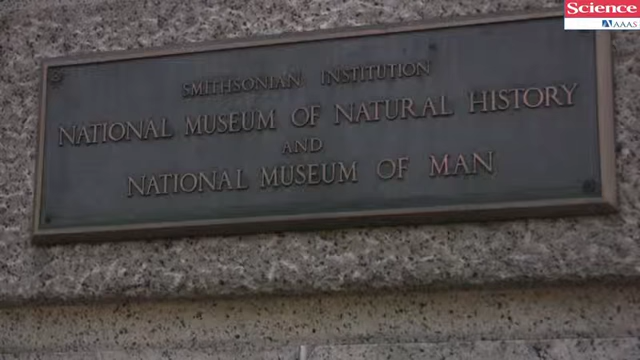 Science
AAAS
SMITHSONIAN INSTITUTION
NATIONAL MUSEUM OF NATURAL HISTORY
AND
NATIONAL MUSEUM OF MAN